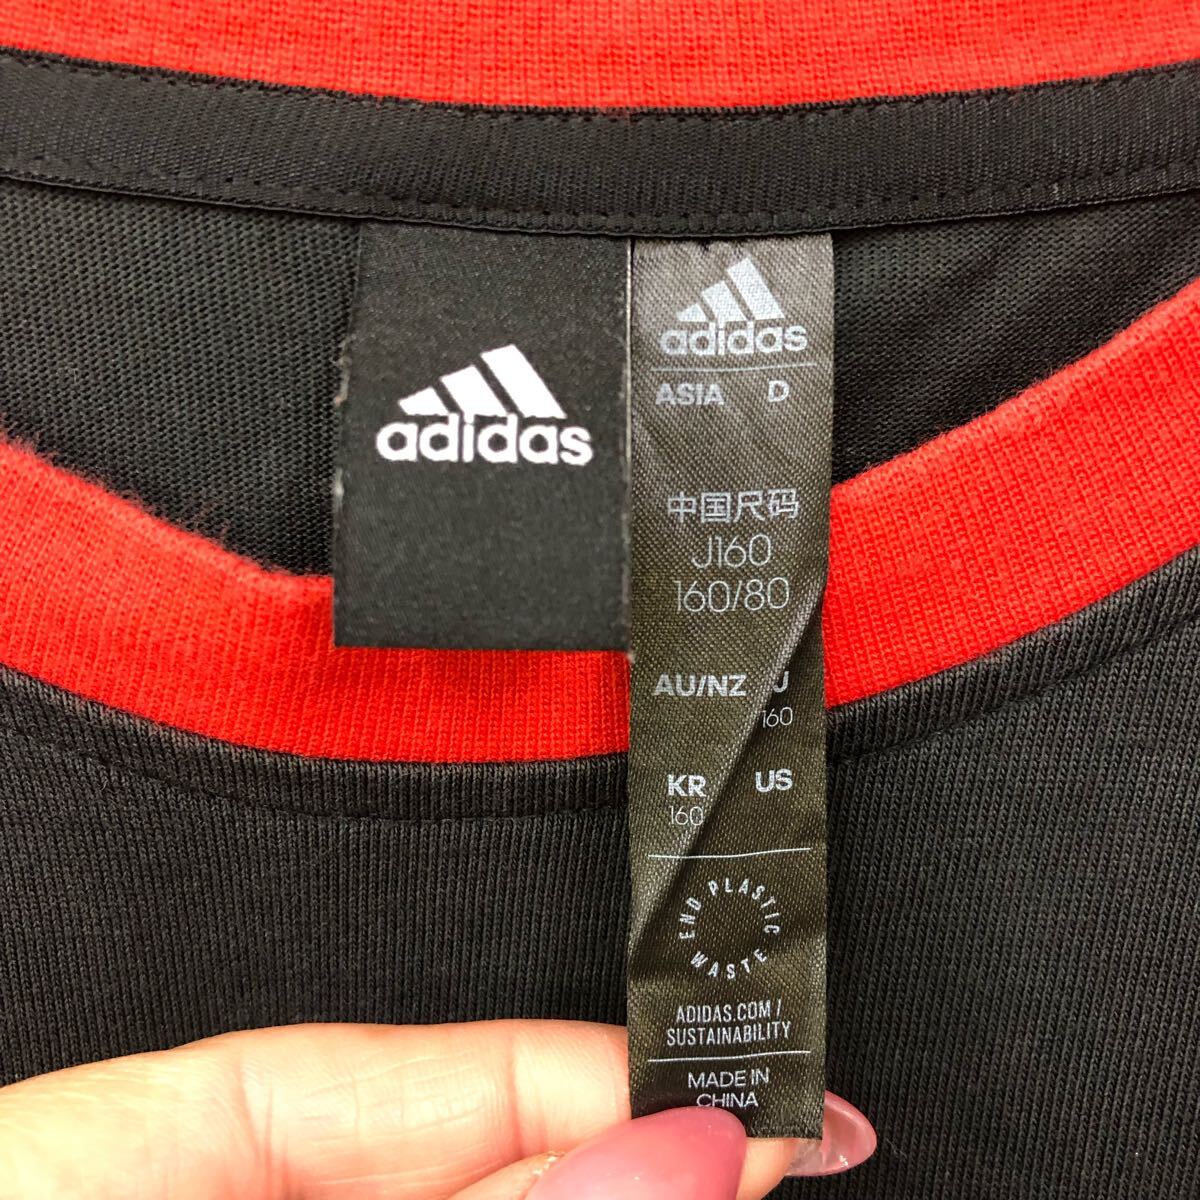 adidas
adidas
ASIA D
中国尺码
J160
160/80
AU/NZ J
160
KR US
160
END PLASTIC WASTE
ADIDAS.COM/
SUSTAINABILITY
MADE IN
CHINA